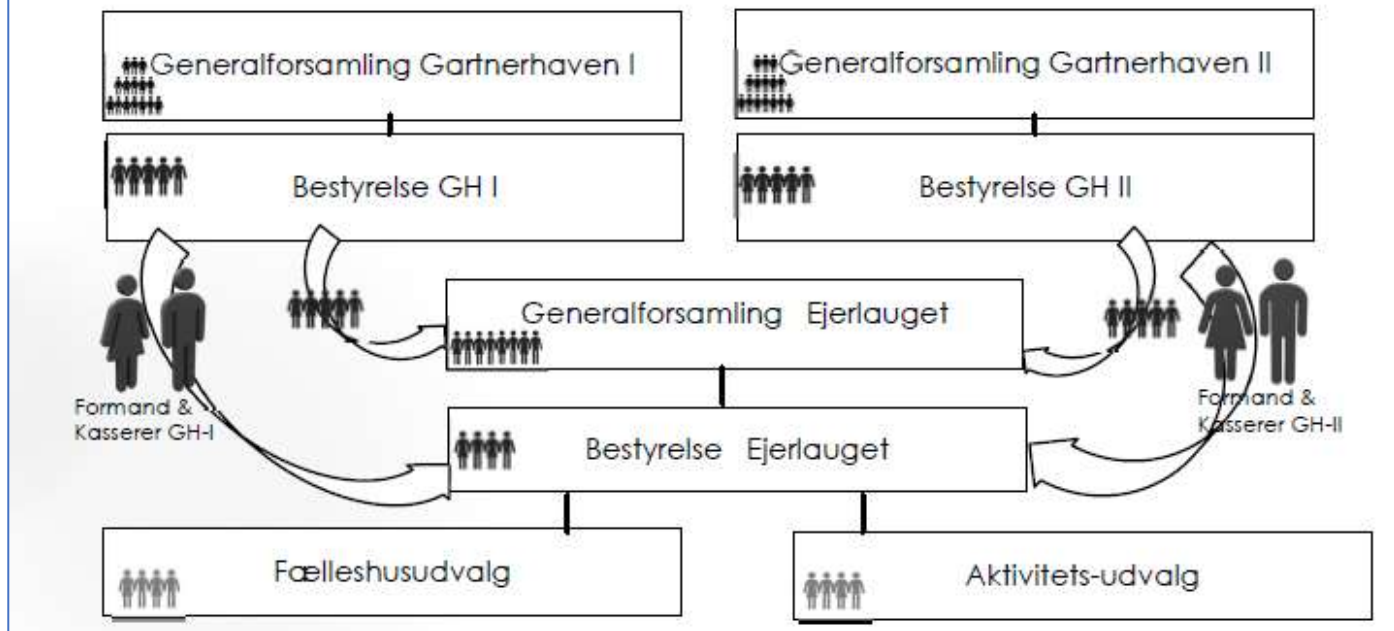 Generalforsamling Gartnerhaven I
Generalforsamling Gartnerhaven II
Bestyrelse GH I
Bestyrelse GH II
Generalforsamling Ejerlauget
Formand &
Kasserer GH-I
Formand &
Kasserer GH-II
Bestyrelse Ejerlauget
Fælleshusudvalg
Aktivitets-udvalg